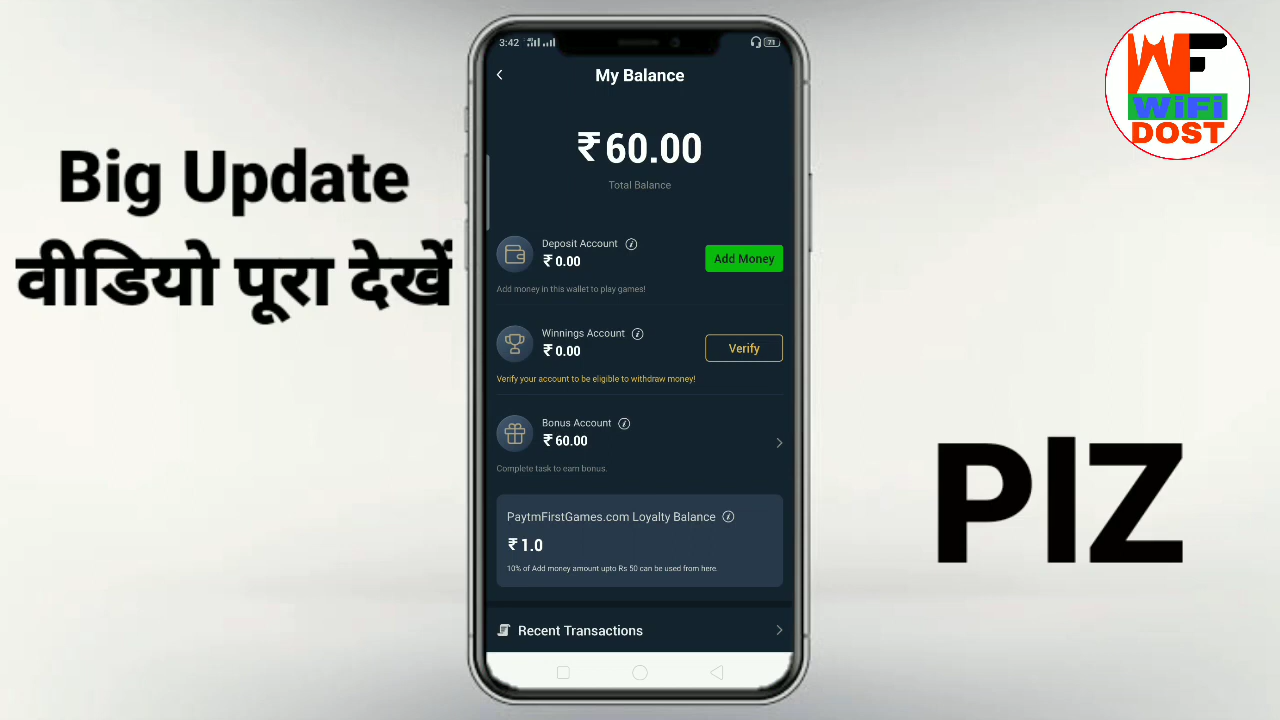 Big Update
वीडियो पूरा देखें
3:42
71
My Balance
₹60.00
Total Balance
Deposit Account
₹0.00
Add Money
Add money in this wallet to play games!
Winnings Account
₹0.00
Verify
Verify your account to be eligible to withdraw money!
Bonus Account
₹60.00
Complete task to earn bonus.
PaytmFirstGames.com Loyalty Balance
₹1.0
10% of Add money amount upto Rs 50 can be used from here.
Recent Transactions
WF
WiFi
DOST
PlZ